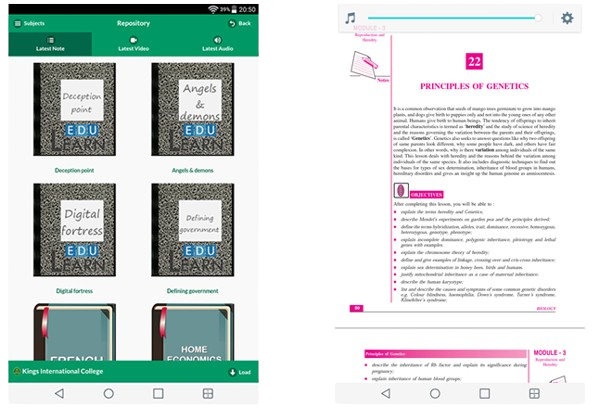 39% 20:50
Subjects Repository Back
Latest Note Latest Video Latest Audio
Deception point
EDU
LEARN
Deception point
Angels & demons
EDU
LEARN
Angels & demons
Digital fortress
EDU
LEARN
Digital fortress
Defining government
EDU
LEARN
Defining government
FRENCH
HOME
ECONOMICS
Kings International College Load
MODULE - 3
Reproduction and
Heredity
Notes
22
PRINCIPLES OF GENETICS
It is a common observation that seeds of mango trees germinate to grow into mango
plants, and dogs give birth to puppies only and not into the young ones of any other
animal. Humans give birth to human beings. The tendency of offsprings to inherit
parental characteristics is termed as 'heredity' and the study of science of heredity
and the reasons governing the variation between the parents and their offsprings,
is called 'Genetics'. Genetics also seeks to answer questions like why two offspring
of same parents look different, why some people have dark, and others have fair
complexion. In other words, why is there variation among individuals of the same
kind. This lesson deals with heredity and the reasons behind the variation among
individuals of the same species. It also includes diagnostic techniques to find out
the bases for types of sex determination, inheritance of blood groups in humans,
hereditary disorders and gives an insight up the human genome as aminiocentesis.
OBJECTIVES
After completing this lesson, you will be able to :
explain the terms heredity and Genetics:
describe Mendel's experiments on garden pea and the principles derived;
define the terms hybridization, alleles, trait, dominance, recessive, homozygous,
heterozygous, genotype, phenotype;
explain incomplete dominance, polygenic inheritance, pleiotropy and lethal
genes with examples
explain the chromosome theory of heredity;
define and give examples of linkage, crossing over and criss cross inheritance;
explain sex determination in honey bees, birds and humans.
justify mitochondrial inheritance as a case of maternal inheritance;
describe the human karyotype:
list and describe the causes and symptoms of some common genetic disorders
e.g. Colour blindness, haemophilia, Down's syndrome, Turner's syndrome,
Klinefelter's syndrome.
BIOLOGY
Principles of Genetics
MODULE - 3
Reproduction and
Heredity
describe the inheritance of Rh factor and explain its significance during
pregnancy;
explain inheritance of human blood groups;